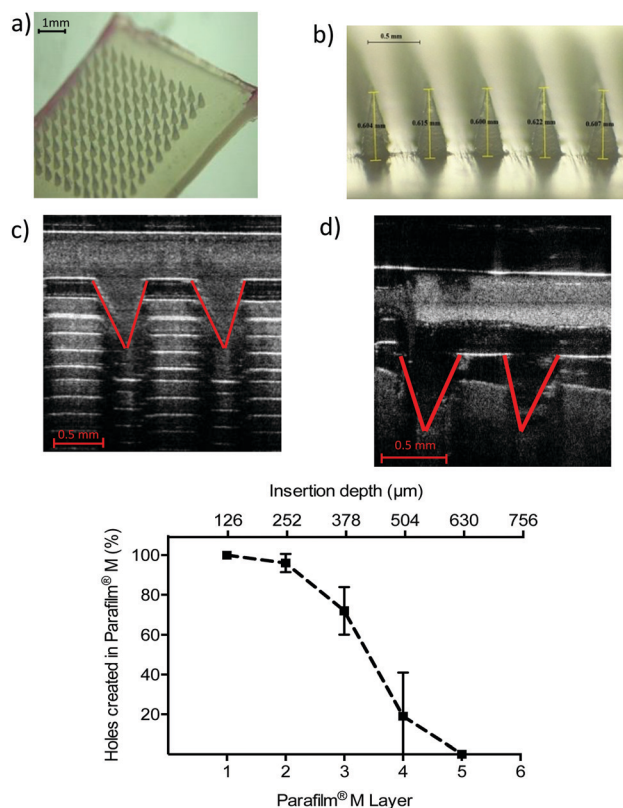 a)
1mm
b)
0.5 mm
0.604 mm
0.615 mm
0.600 mm
0.622 mm
0.607 mm
c)
0.5 mm
d)
0.5 mm
Insertion depth (µm)
126 252 378 504 630 756
Holes created in Parafilm® M (%)
100
80
60
40
20
1 2 3 4 5 6
Parafilm® M Layer